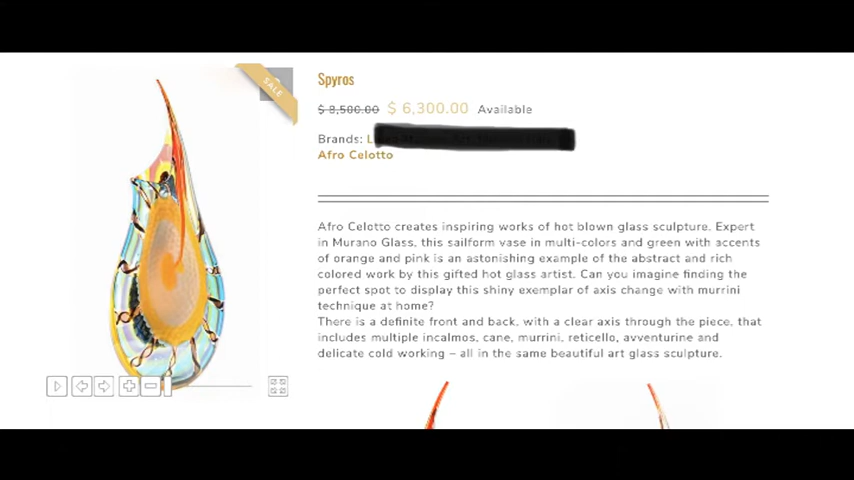 SALE
Spyros
$ 8,500.00 $ 6,300.00 Available
Brands:
Afro Celotto
Afro Celotto creates inspiring works of hot blown glass sculpture. Expert
in Murano Glass, this sailform vase in multi-colors and green with accents
of orange and pink is an astonishing example of the abstract and rich
colored work by this gifted hot glass artist. Can you imagine finding the
perfect spot to display this shiny exemplar of axis change with murrini
technique at home?
There is a definite front and back, with a clear axis through the piece, that
includes multiple incalmos, cane, murrini, reticello, avventurine and
delicate cold working – all in the same beautiful art glass sculpture.